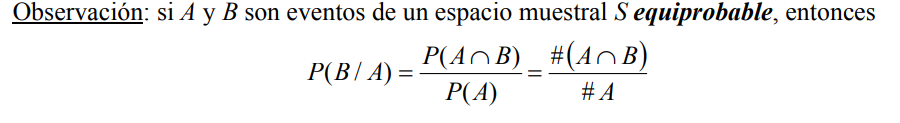 Observación: si A y B son eventos de un espacio muestral S equiprobable, entonces
P(B / A) = P(A ∩ B) / P(A) = #(A ∩ B) / # A